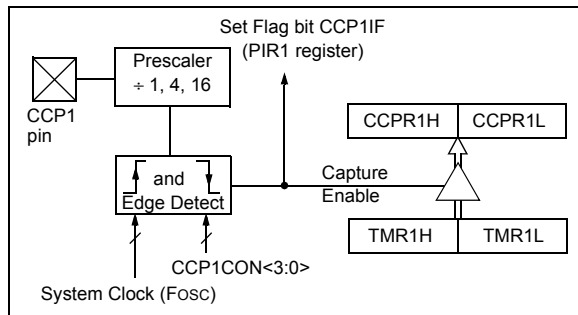 Set Flag bit CCP1IF
(PIR1 register)
Prescaler
÷ 1, 4, 16
CCP1
pin
CCPR1H
CCPR1L
and
Edge Detect
Capture
Enable
TMR1H
TMR1L
CCP1CON<3:0>
System Clock (FOSC)